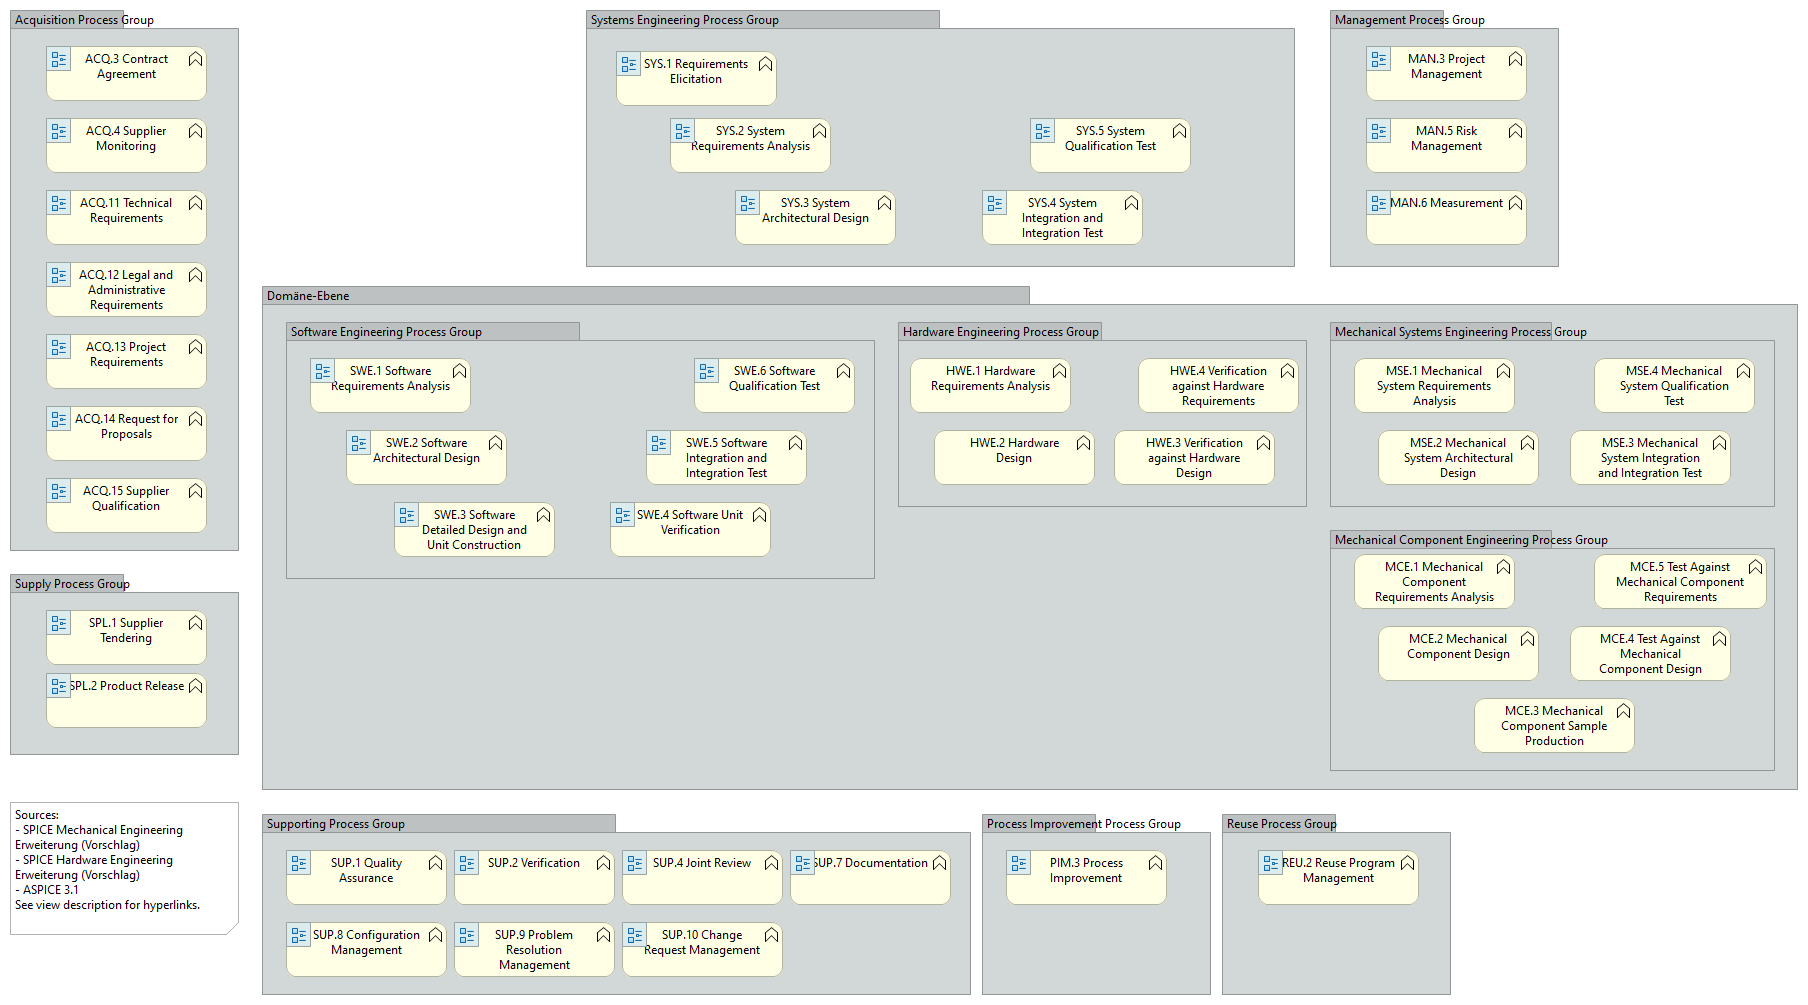 Acquisition Process Group
ACQ.3 Contract
Agreement
ACQ.4 Supplier
Monitoring
ACQ.11 Technical
Requirements
ACQ.12 Legal and
Administrative
Requirements
ACQ.13 Project
Requirements
ACQ.14 Request for
Proposals
ACQ.15 Supplier
Qualification
Supply Process Group
SPL.1 Supplier
Tendering
SPL.2 Product Release
Sources:
- SPICE Mechanical Engineering
Erweiterung (Vorschlag)
- SPICE Hardware Engineering
Erweiterung (Vorschlag)
- ASPICE 3.1
See view description for hyperlinks.
Systems Engineering Process Group
SYS.1 Requirements
Elicitation
SYS.2 System
Requirements Analysis
SYS.3 System
Architectural Design
SYS.5 System
Qualification Test
SYS.4 System
Integration and
Integration Test
Management Process Group
MAN.3 Project
Management
MAN.5 Risk
Management
MAN.6 Measurement
Domäne-Ebene
Software Engineering Process Group
SWE.1 Software
Requirements Analysis
SWE.2 Software
Architectural Design
SWE.3 Software
Detailed Design and
Unit Construction
SWE.6 Software
Qualification Test
SWE.5 Software
Integration and
Integration Test
SWE.4 Software Unit
Verification
Hardware Engineering Process Group
HWE.1 Hardware
Requirements Analysis
HWE.2 Hardware
Design
HWE.4 Verification
against Hardware
Requirements
HWE.3 Verification
against Hardware
Design
Mechanical Systems Engineering Process Group
MSE.1 Mechanical
System Requirements
Analysis
MSE.2 Mechanical
System Architectural
Design
MSE.4 Mechanical
System Qualification
Test
MSE.3 Mechanical
System Integration
and Integration Test
Mechanical Component Engineering Process Group
MCE.1 Mechanical
Component
Requirements Analysis
MCE.2 Mechanical
Component Design
MCE.5 Test Against
Mechanical Component
Requirements
MCE.4 Test Against
Mechanical
Component Design
MCE.3 Mechanical
Component Sample
Production
Supporting Process Group
SUP.1 Quality
Assurance
SUP.2 Verification
SUP.4 Joint Review
SUP.7 Documentation
SUP.8 Configuration
Management
SUP.9 Problem
Resolution
Management
SUP.10 Change
Request Management
Process Improvement Process Group
PIM.3 Process
Improvement
Reuse Process Group
REU.2 Reuse Program
Management